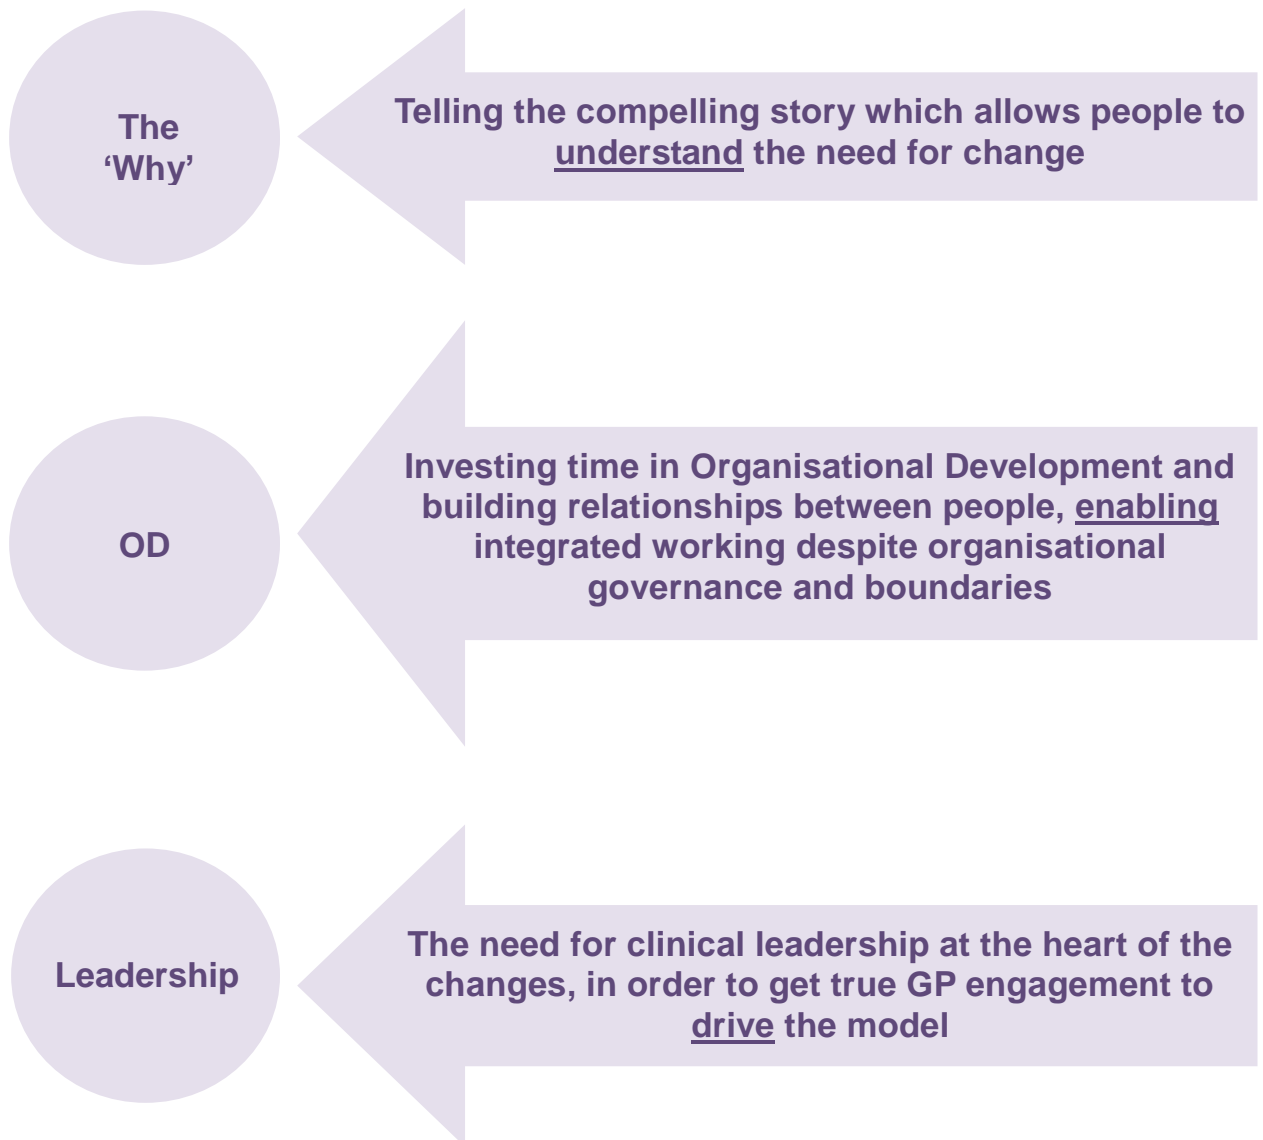 The
‘Why’
Telling the compelling story which allows people to
understand the need for change
OD
Investing time in Organisational Development and
building relationships between people, enabling
integrated working despite organisational
governance and boundaries
Leadership
The need for clinical leadership at the heart of the
changes, in order to get true GP engagement to
drive the model